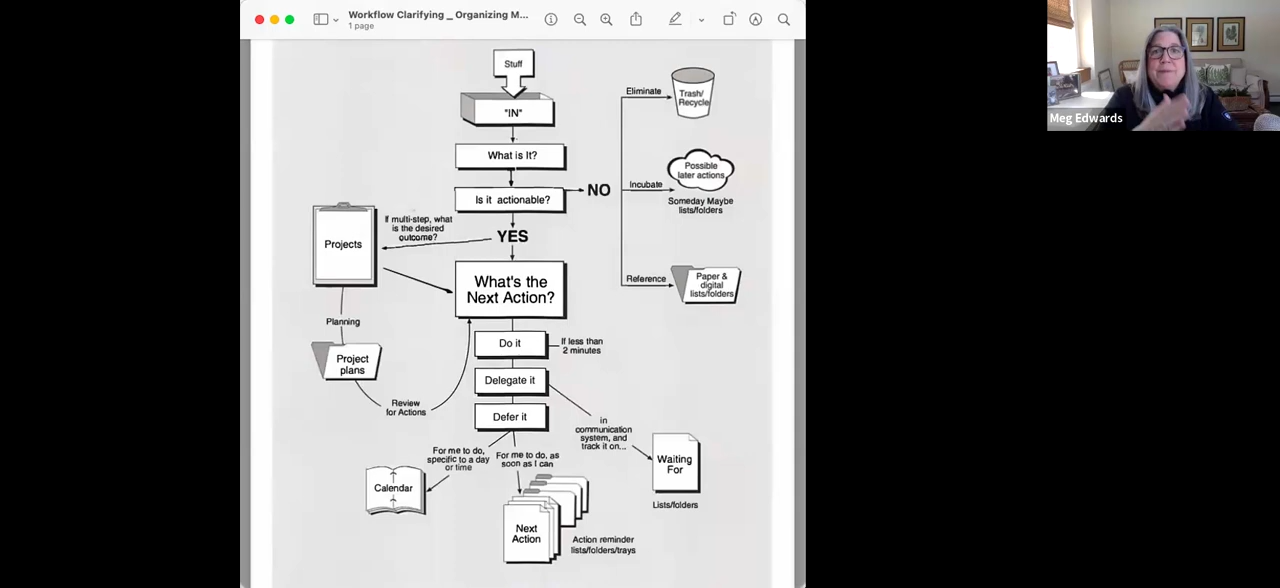 Workflow Clarifying _ Organizing M...
1 page
Meg Edwards
Stuff
"IN"
What is It?
Is it actionable?
NO
Eliminate
Trash/
Recycle
Incubate
Possible
later actions
Someday Maybe
lists/folders
Reference
Paper &
digital
lists/folders
YES
If multi-step, what
is the desired
outcome?
Projects
What's the
Next Action?
Planning
Project
plans
Review
for Actions
Do it
If less than
2 minutes
Delegate it
Defer it
in
communication
system, and
track it on...
Waiting
For
Lists/folders
For me to do,
specific to a day
or time
Calendar
For me to do, as
soon as I can
Next
Action
Action reminder
lists/folders/trays